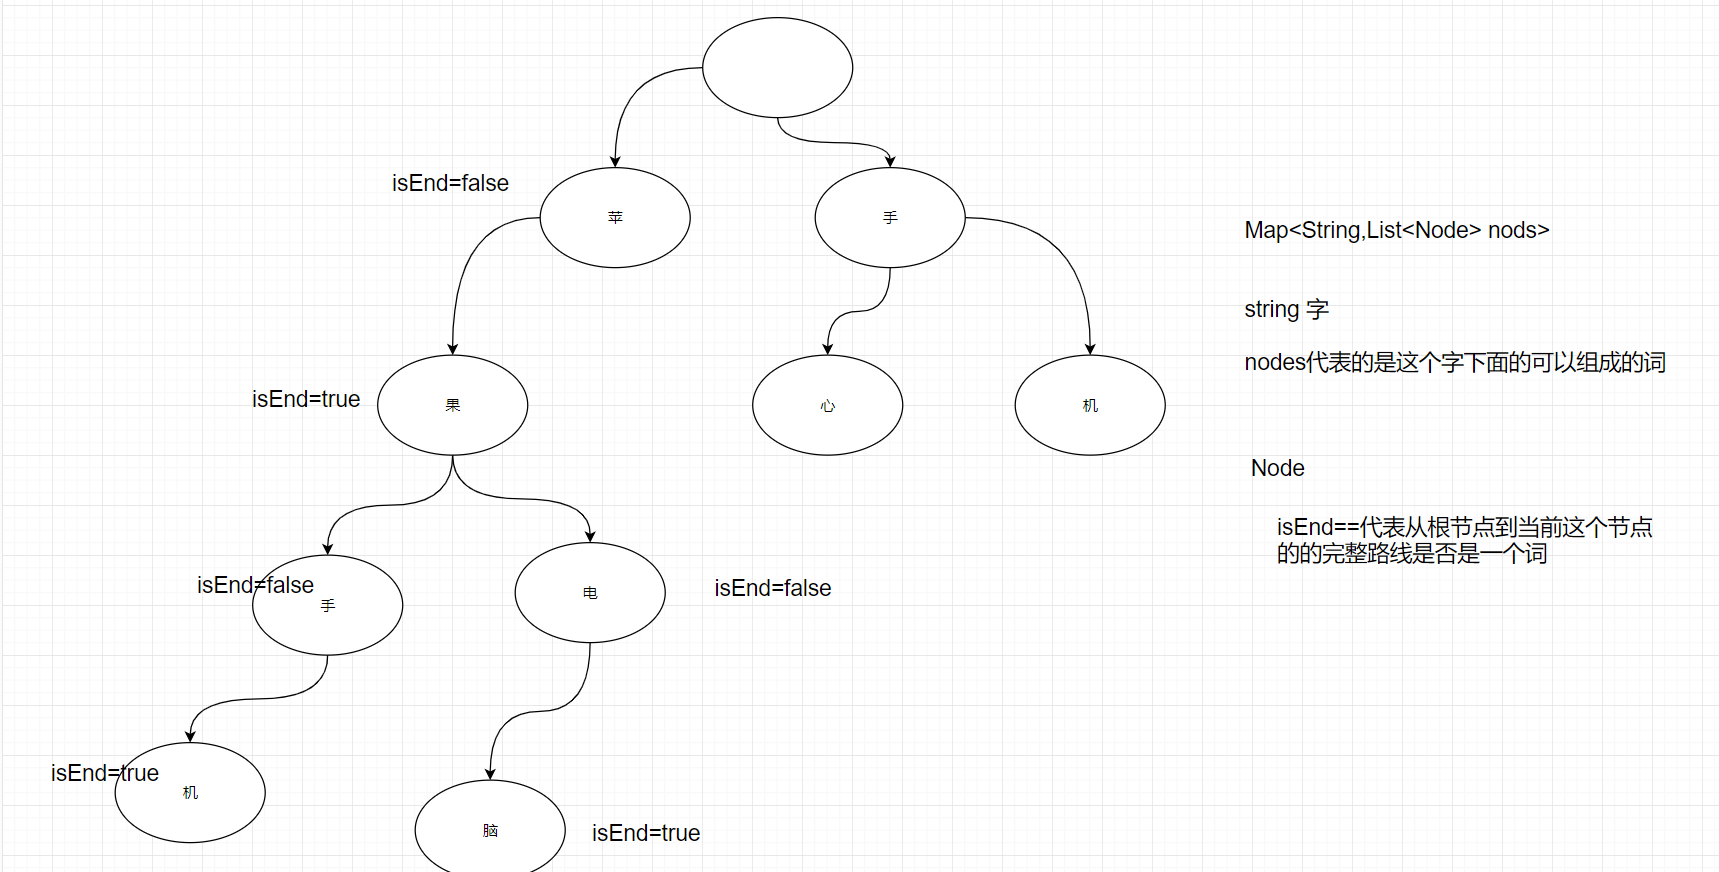 isEnd=false
苹
手
Map<String,List<Node> nods>
string 字
nodes代表的是这个字下面的可以组成的词
isEnd=true
果
心
机
Node
isEnd==代表从根节点到当前这个节点
的的完整路线是否是一个词
isEnd=false
手
电
isEnd=false
isEnd=true
机
脑
isEnd=true